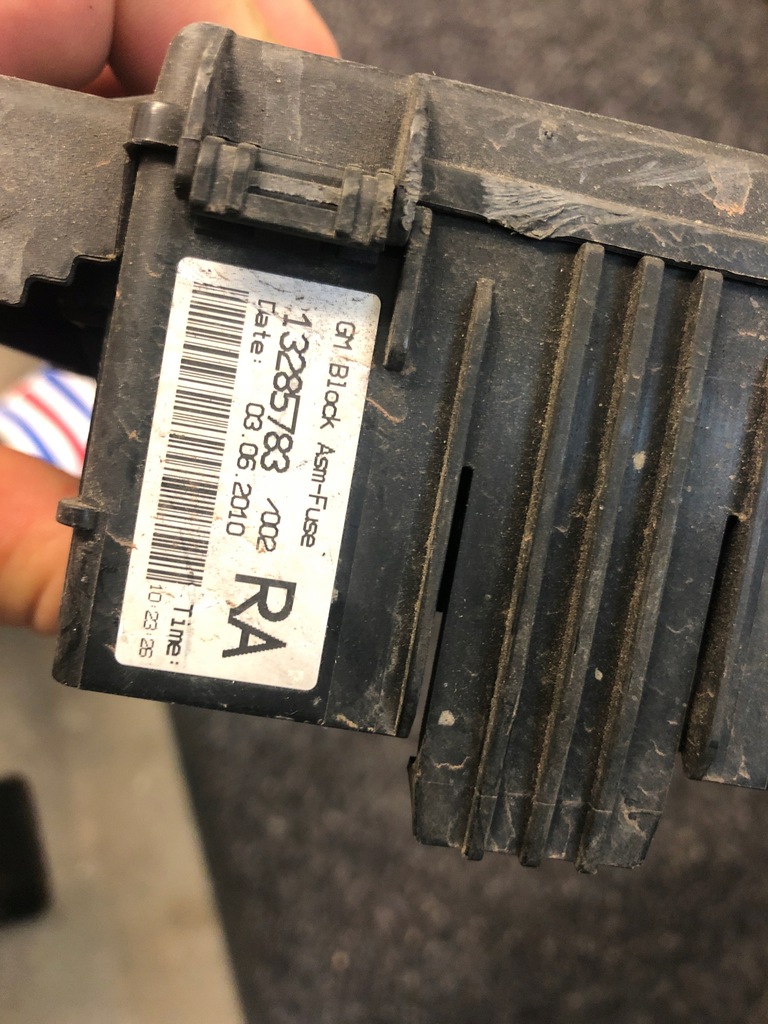 GM Block Asm-Fuse
13285783 /002 RA
Date: 03.06.2010 Time:
10:23:26